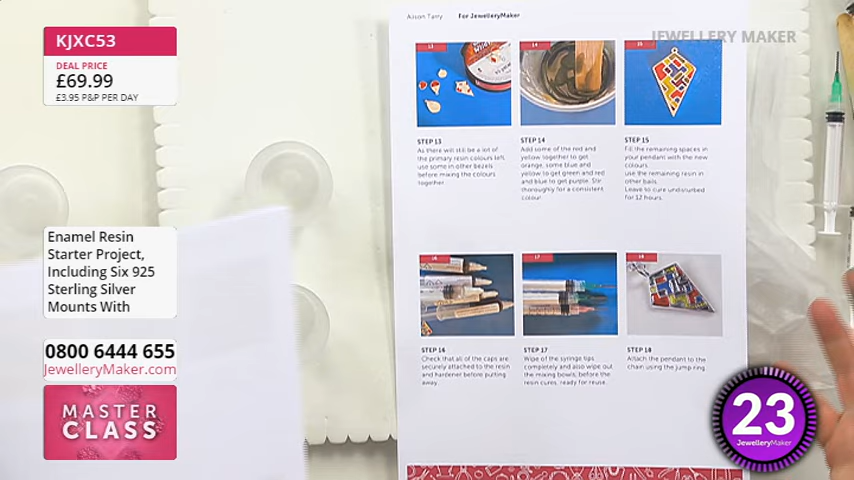 KJXC53
DEAL PRICE
£69.99
£3.95 P&P PER DAY
Enamel Resin
Starter Project,
Including Six 925
Sterling Silver
Mounts With
0800 6444 655
JewelleryMaker.com
MASTER
CLASS
Alison Tarry For JewelleryMaker
JEWELLERY MAKER
13
14
15
STEP 13
As there will still be a lot of
the primary resin colours left
use some in other bezels
before mixing the colours
together.
STEP 14
Add some of the red and
yellow together to get
orange, some blue and
yellow to get green and red
and blue to get purple. Stir
thoroughly for a consistent
colour.
STEP 15
Fill the remaining spaces in
your pendant with the new
colours.
use the remaining resin in
other bails.
Leave to cure undisturbed
for 12 hours.
16
17
18
STEP 16
Check that all of the caps are
securely attached to the resin
and hardener before putting
away.
STEP 17
Wipe of the syringe tips
completely and also wipe out
the mixing bowls, before the
resin cures, ready for reuse.
STEP 18
Attach the pendant to the
chain using the jump ring.
23
JewelleryMaker